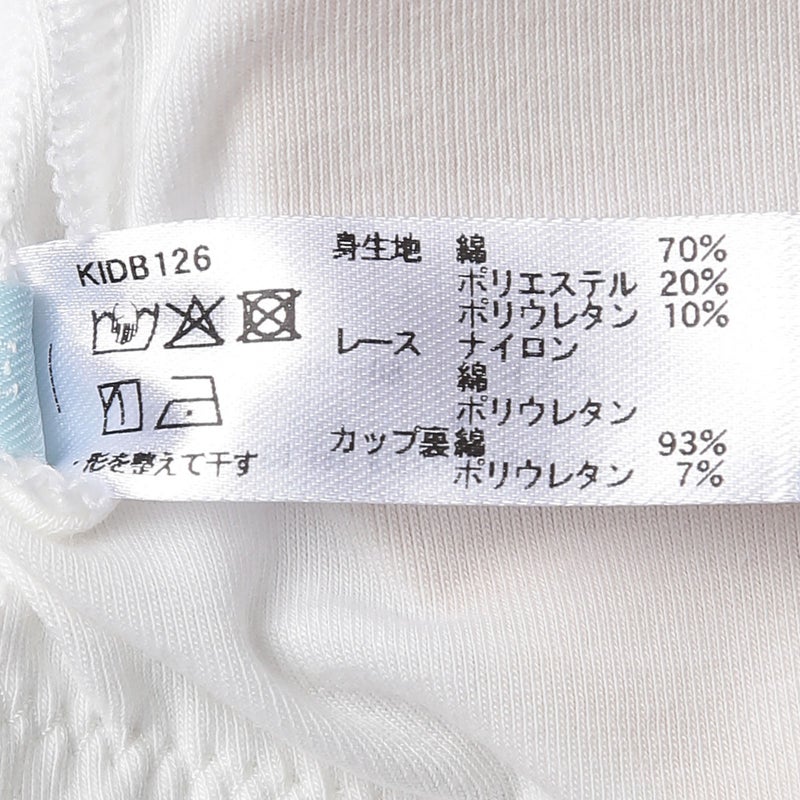 KIDB126
・形を整えて干す
身生地 綿 70%
ポリエステル 20%
ポリウレタン 10%
レース ナイロン
綿
ポリウレタン
カップ裏 綿 93%
ポリウレタン 7%